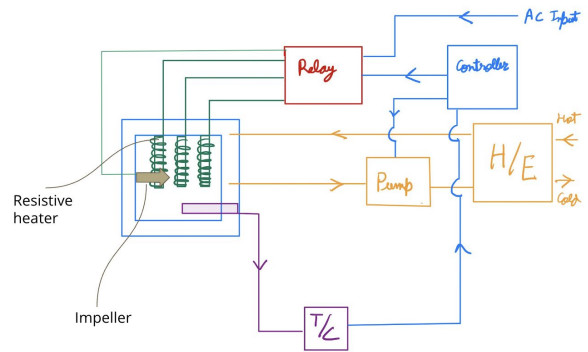 AC Input
Relay
Controller
Hot
H/E
Pump
Cold
Resistive
heater
Impeller
T/C